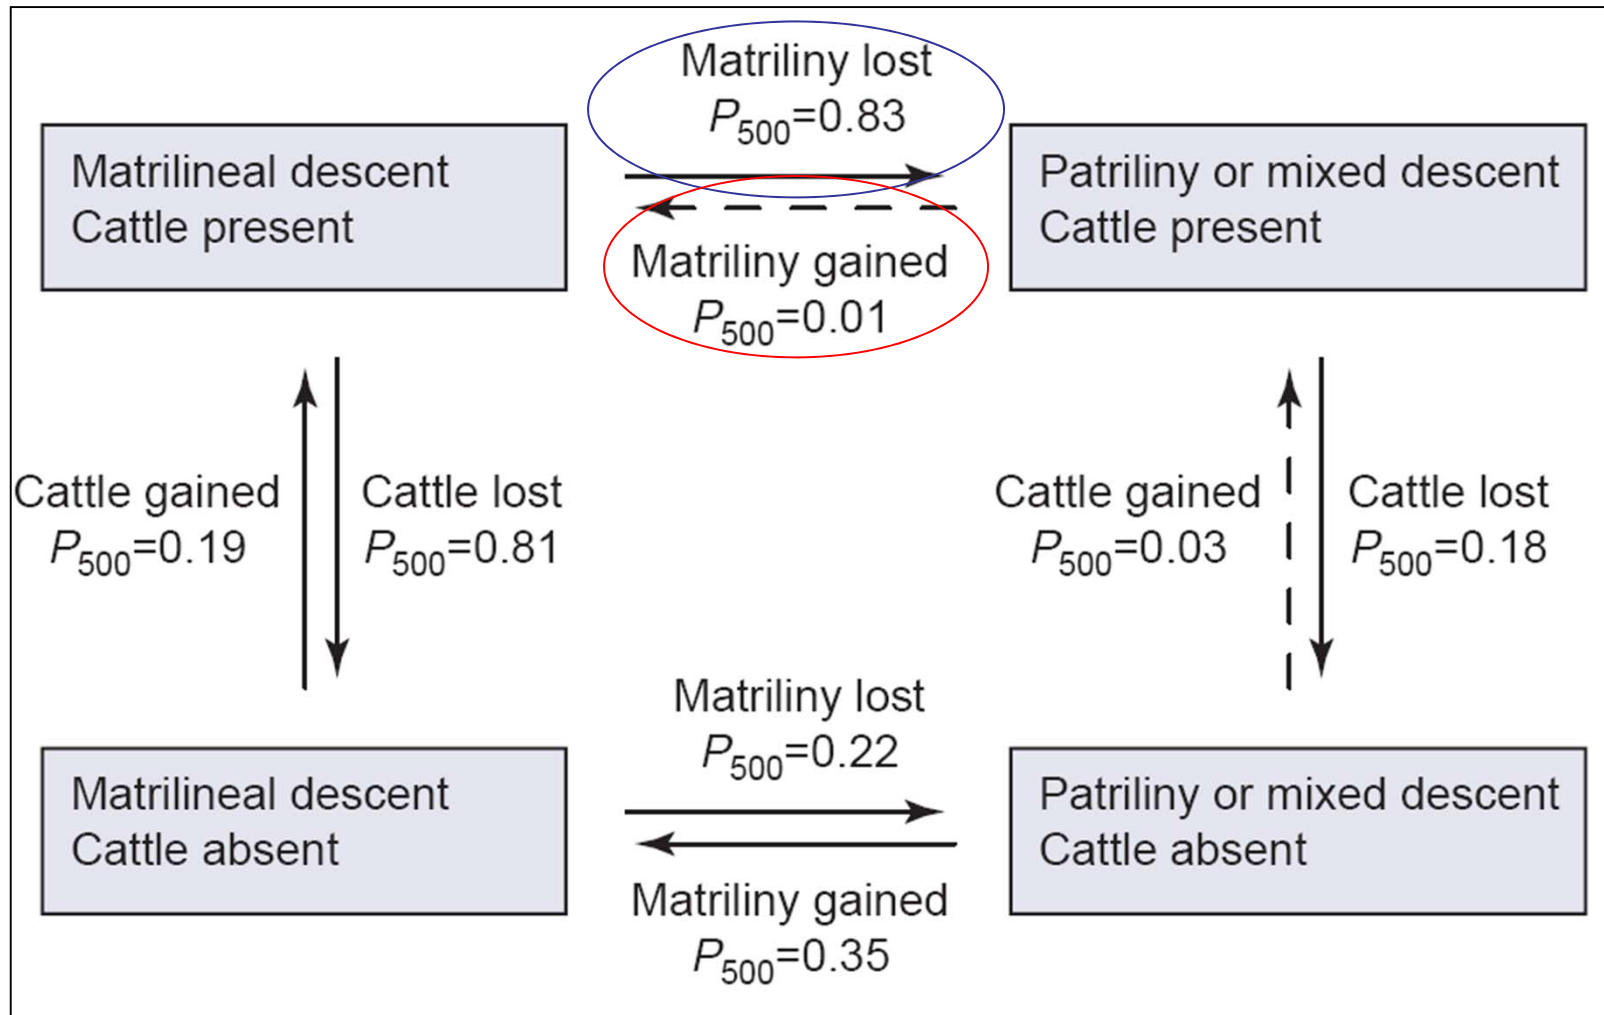 Matriliny lost
P500=0.83
Matrilineal descent
Cattle present
Patriliny or mixed descent
Cattle present
Matriliny gained
P500=0.01
Cattle gained
P500=0.19
Cattle lost
P500=0.81
Cattle gained
P500=0.03
Cattle lost
P500=0.18
Matriliny lost
P500=0.22
Matrilineal descent
Cattle absent
Patriliny or mixed descent
Cattle absent
Matriliny gained
P500=0.35